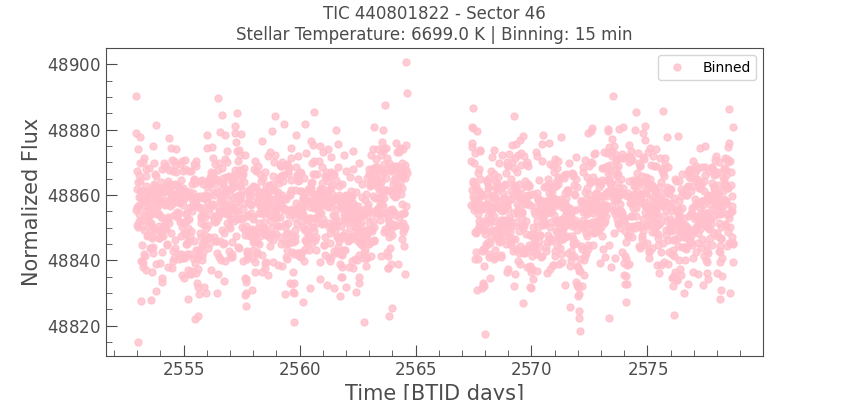 TIC 440801822 - Sector 46
Stellar Temperature: 6699.0 K | Binning: 15 min
Normalized Flux
48900
48880
48860
48840
48820
Binned
2555 2560 2565 2570 2575
Time [BTJD days]